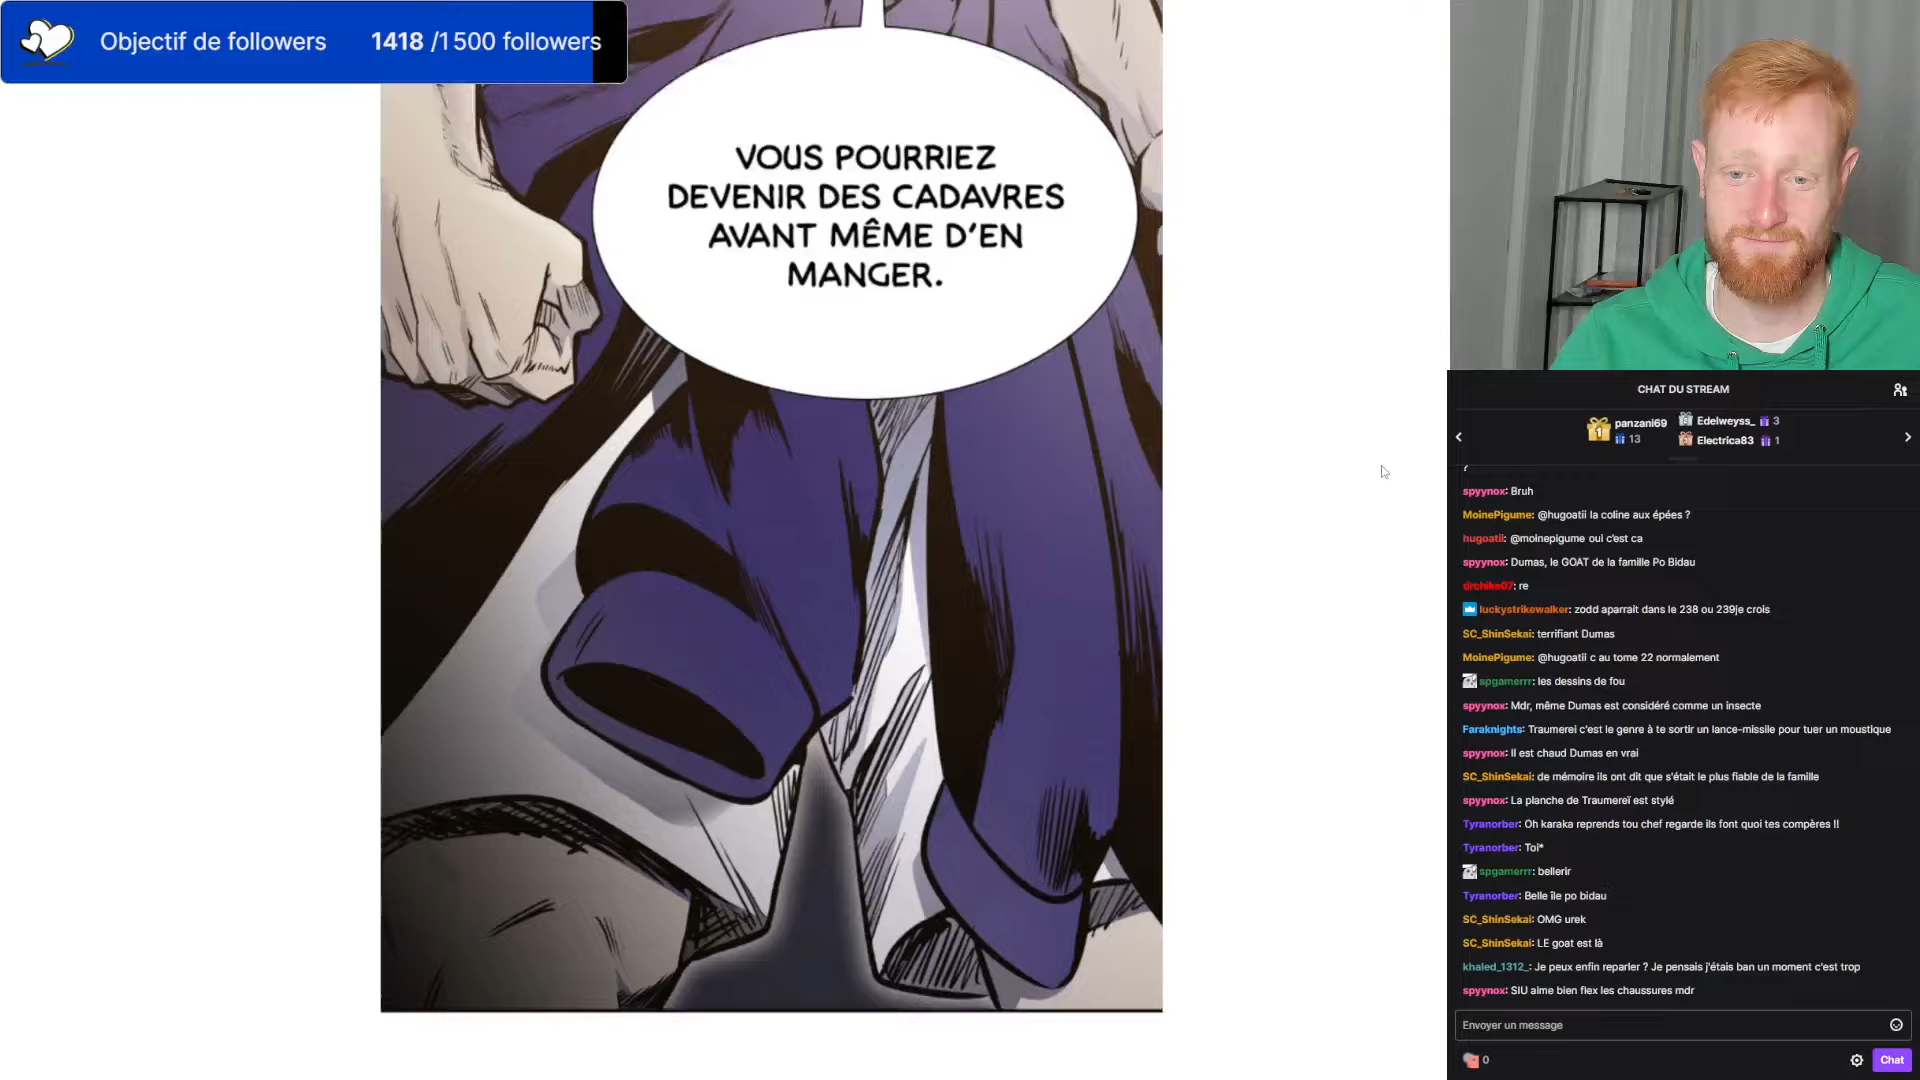 Objectif de followers 1418 /1500 followers
VOUS POURRIEZ
DEVENIR DES CADAVRES
AVANT MÊME D'EN
MANGER.
CHAT DU STREAM
1 panzani69 13
Edelweyss_ 3
Electrica83 1
?
spyynox: Bruh
MoinePigume: @hugoatii la coline aux épées ?
hugoatii: @moinepigume oui c'est ca
spyynox: Dumas, le GOAT de la famille Po Bidau
drchike07: re
luckystrikewalker: zodd aparrait dans le 238 ou 239je crois
SC_ShinSekai: terrifiant Dumas
MoinePigume: @hugoatii c au tome 22 normalement
spgamerrr: les dessins de fou
spyynox: Mdr, même Dumas est considéré comme un insecte
Faraknights: Traumerei c'est le genre à te sortir un lance-missile pour tuer un moustique
spyynox: Il est chaud Dumas en vrai
SC_ShinSekai: de mémoire ils ont dit que s'était le plus fiable de la famille
spyynox: La planche de Traumereï est stylé
Tyranorber: Oh karaka reprends tou chef regarde ils font quoi tes compères !!
Tyranorber: Toi*
spgamerrr: bellerir
Tyranorber: Belle île po bidau
SC_ShinSekai: OMG urek
SC_ShinSekai: LE goat est là
khaled_1312_: Je peux enfin reparler ? Je pensais j'étais ban un moment c'est trop
spyynox: SIU aime bien flex les chaussures mdr
Envoyer un message
0
Chat